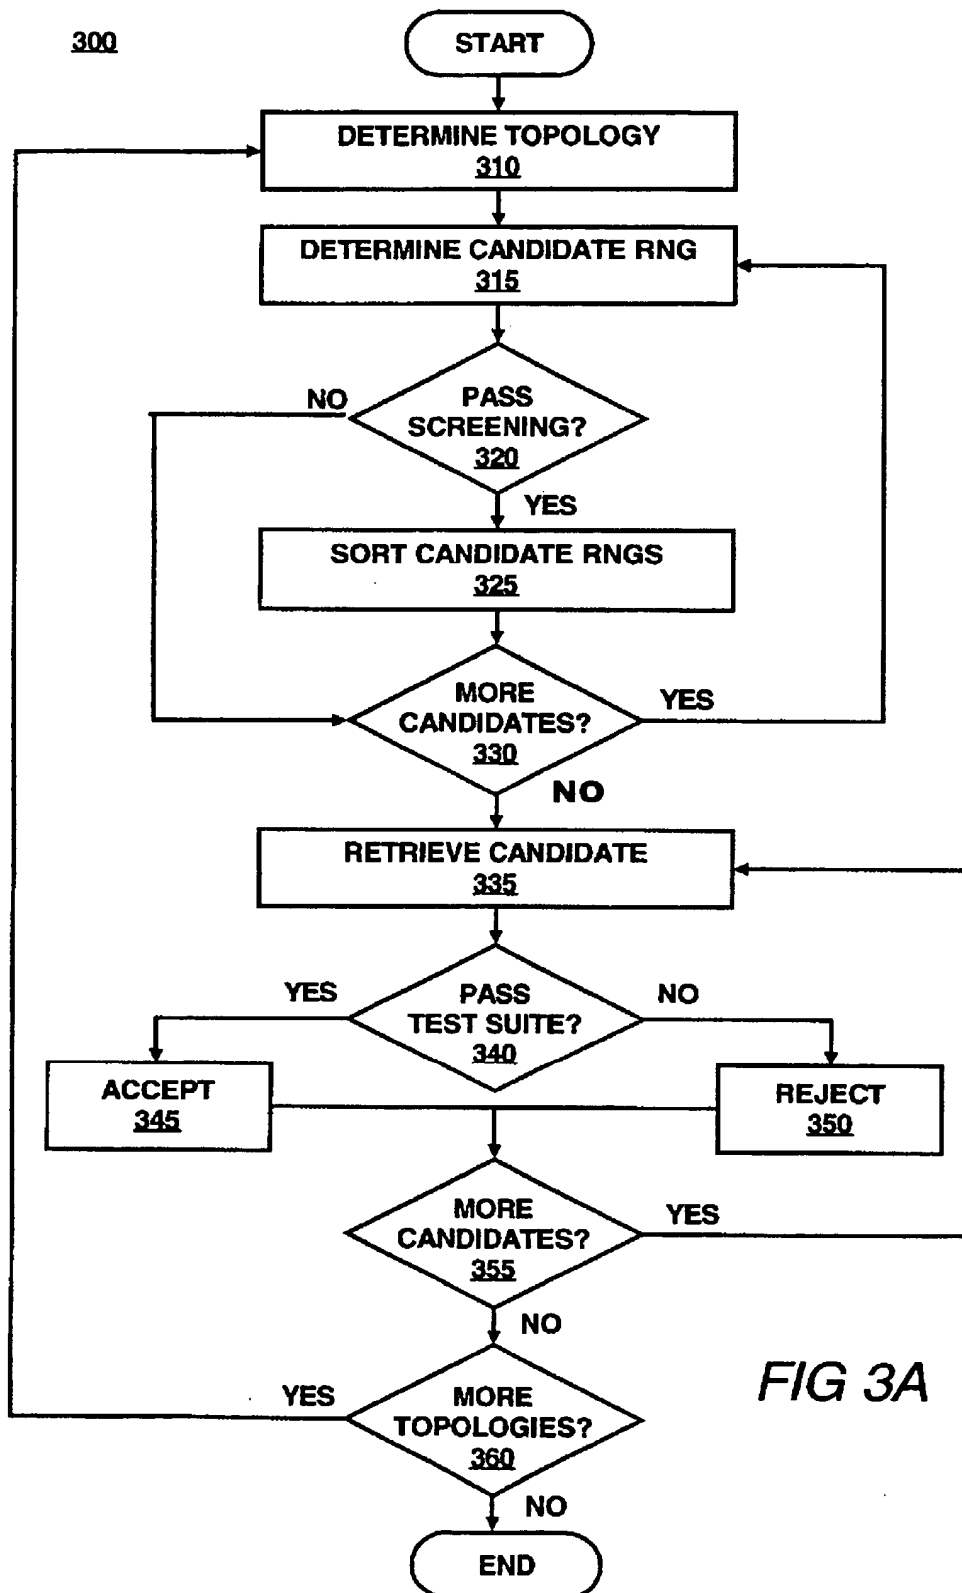 300
START
DETERMINE TOPOLOGY
310
DETERMINE CANDIDATE RNG
315
NO
PASS
SCREENING?
320
YES
SORT CANDIDATE RNGS
325
MORE
CANDIDATES?
330
YES
NO
RETRIEVE CANDIDATE
335
YES
PASS
TEST SUITE?
340
NO
ACCEPT
345
REJECT
350
MORE
CANDIDATES?
355
YES
NO
YES
MORE
TOPOLOGIES?
360
FIG 3A
NO
END